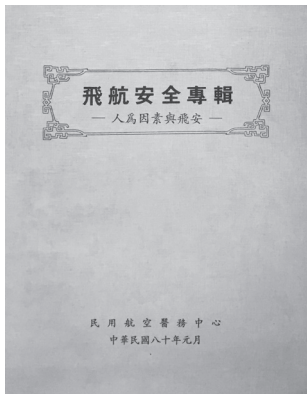 飛航安全專輯
— 人爲因素與飛安 —
民用航空醫務中心
中華民國八十年元月